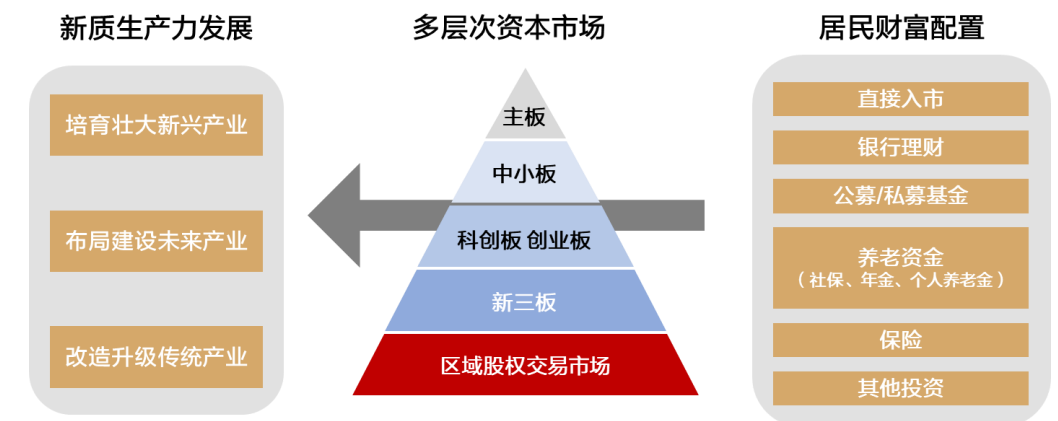 新质生产力发展
培育壮大新兴产业
布局建设未来产业
改造升级传统产业
多层次资本市场
主板
中小板
科创板 创业板
新三板
区域股权交易市场
居民财富配置
直接入市
银行理财
公募/私募基金
养老资金
（社保、年金、个人养老金）
保险
其他投资